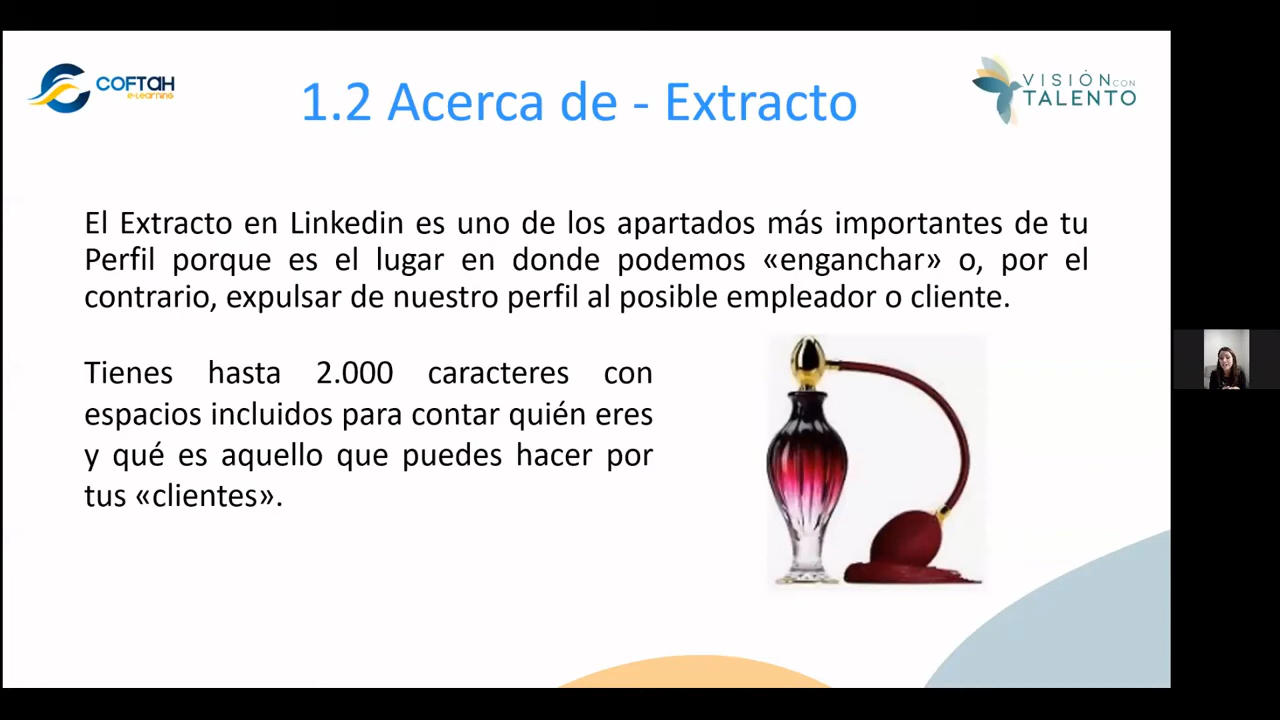 COFTAH
e-Learning
1.2 Acerca de - Extracto
VISIÓN CON
TALENTO
El Extracto en Linkedin es uno de los apartados más importantes de tu
Perfil porque es el lugar en donde podemos «enganchar» o, por el
contrario, expulsar de nuestro perfil al posible empleador o cliente.
Tienes hasta 2.000 caracteres con
espacios incluidos para contar quién eres
y qué es aquello que puedes hacer por
tus «clientes».